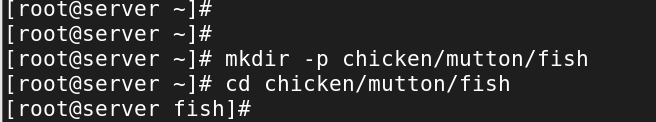 [root@server ~]#
[root@server ~]#
[root@server ~]# mkdir -p chicken/mutton/fish
[root@server ~]# cd chicken/mutton/fish
[root@server fish]#